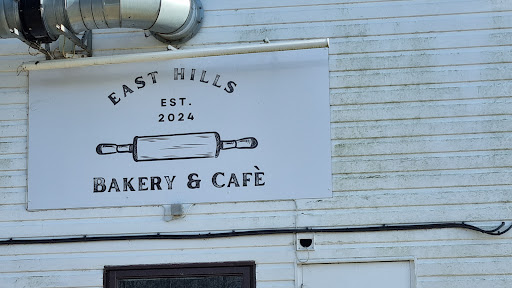 EAST HILLS
EST.
2024
BAKERY & CAFÈ